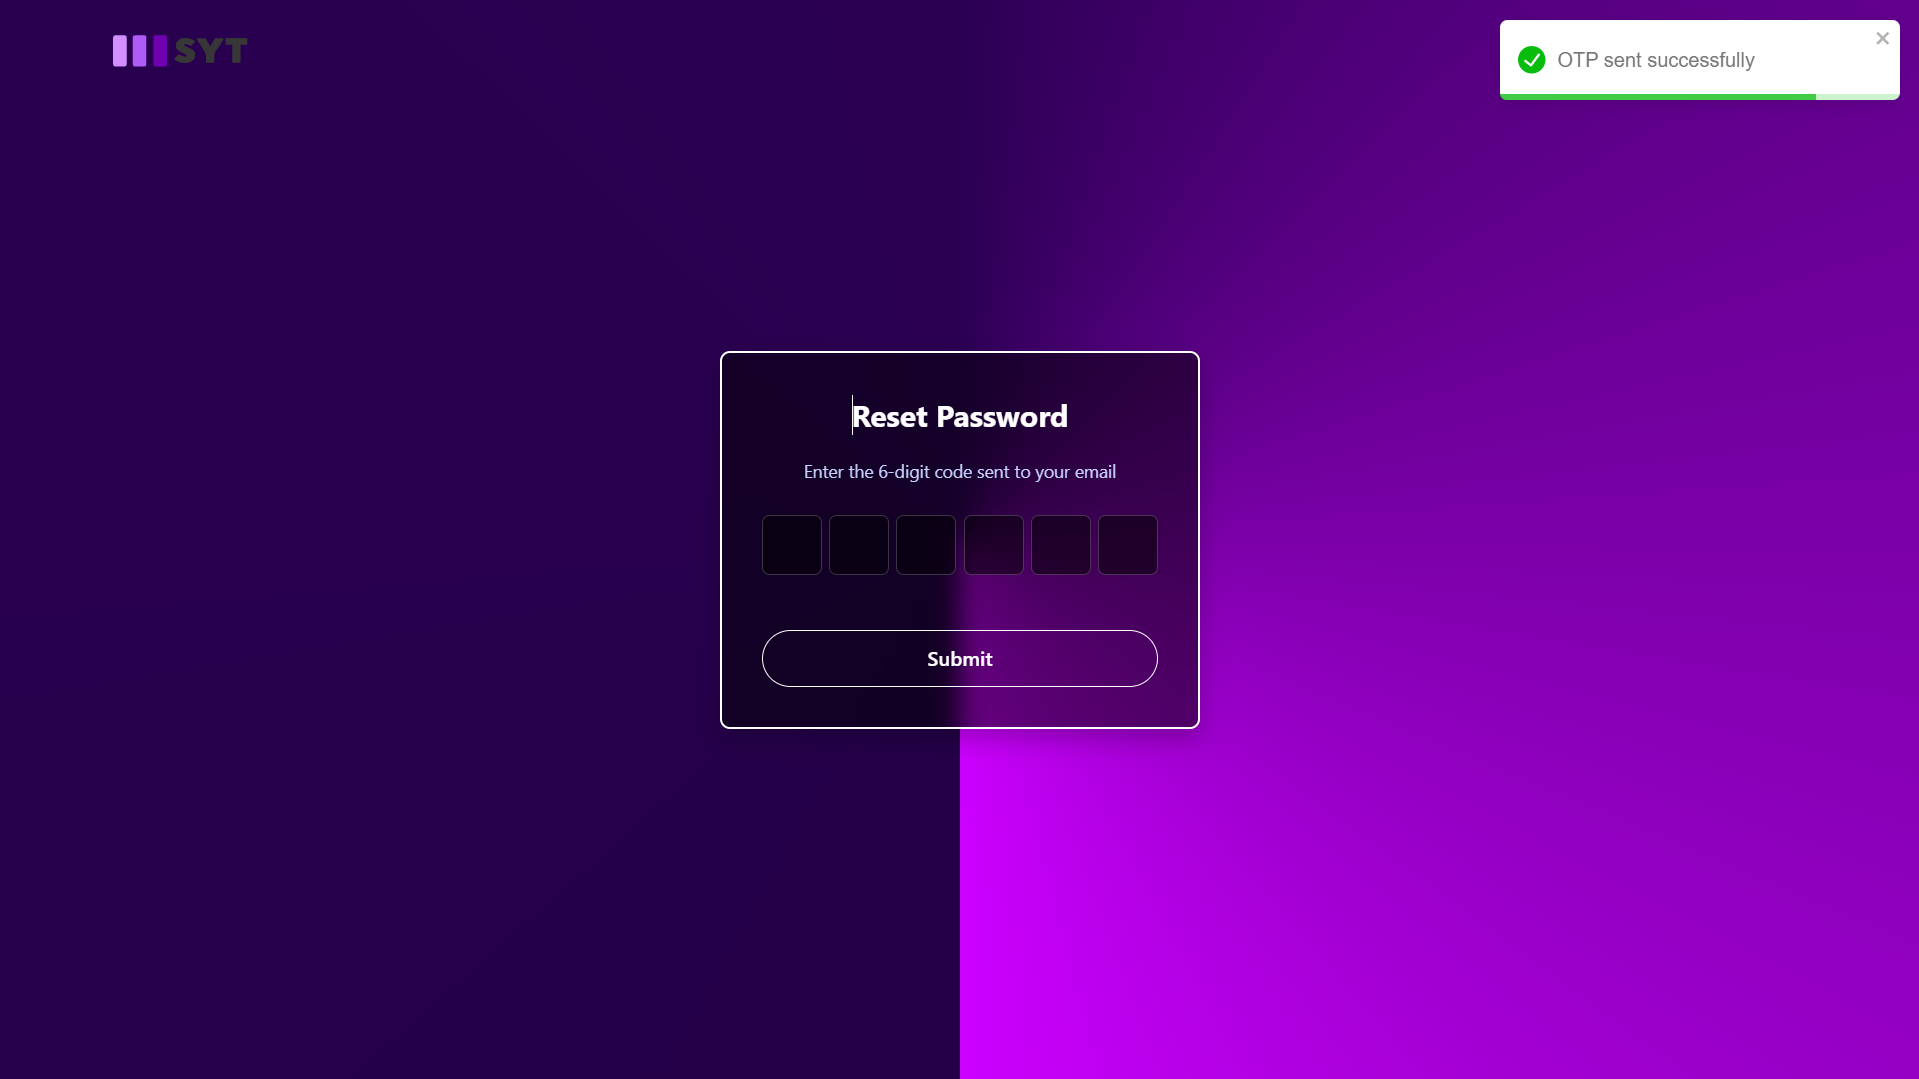 SYT
OTP sent successfully
Reset Password
Enter the 6-digit code sent to your email
Submit